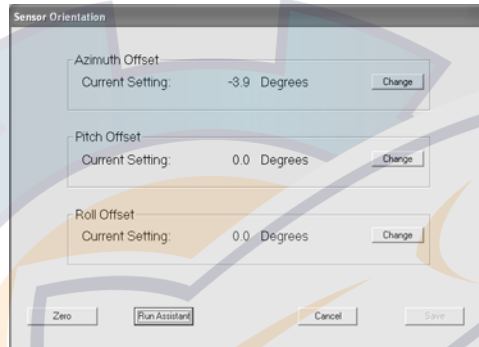 Sensor Orientation
Azimuth Offset
Current Setting: -3.9 Degrees Change
Pitch Offset
Current Setting: 0.0 Degrees Change
Roll Offset
Current Setting: 0.0 Degrees Change
Zero Run Assistant Cancel Save